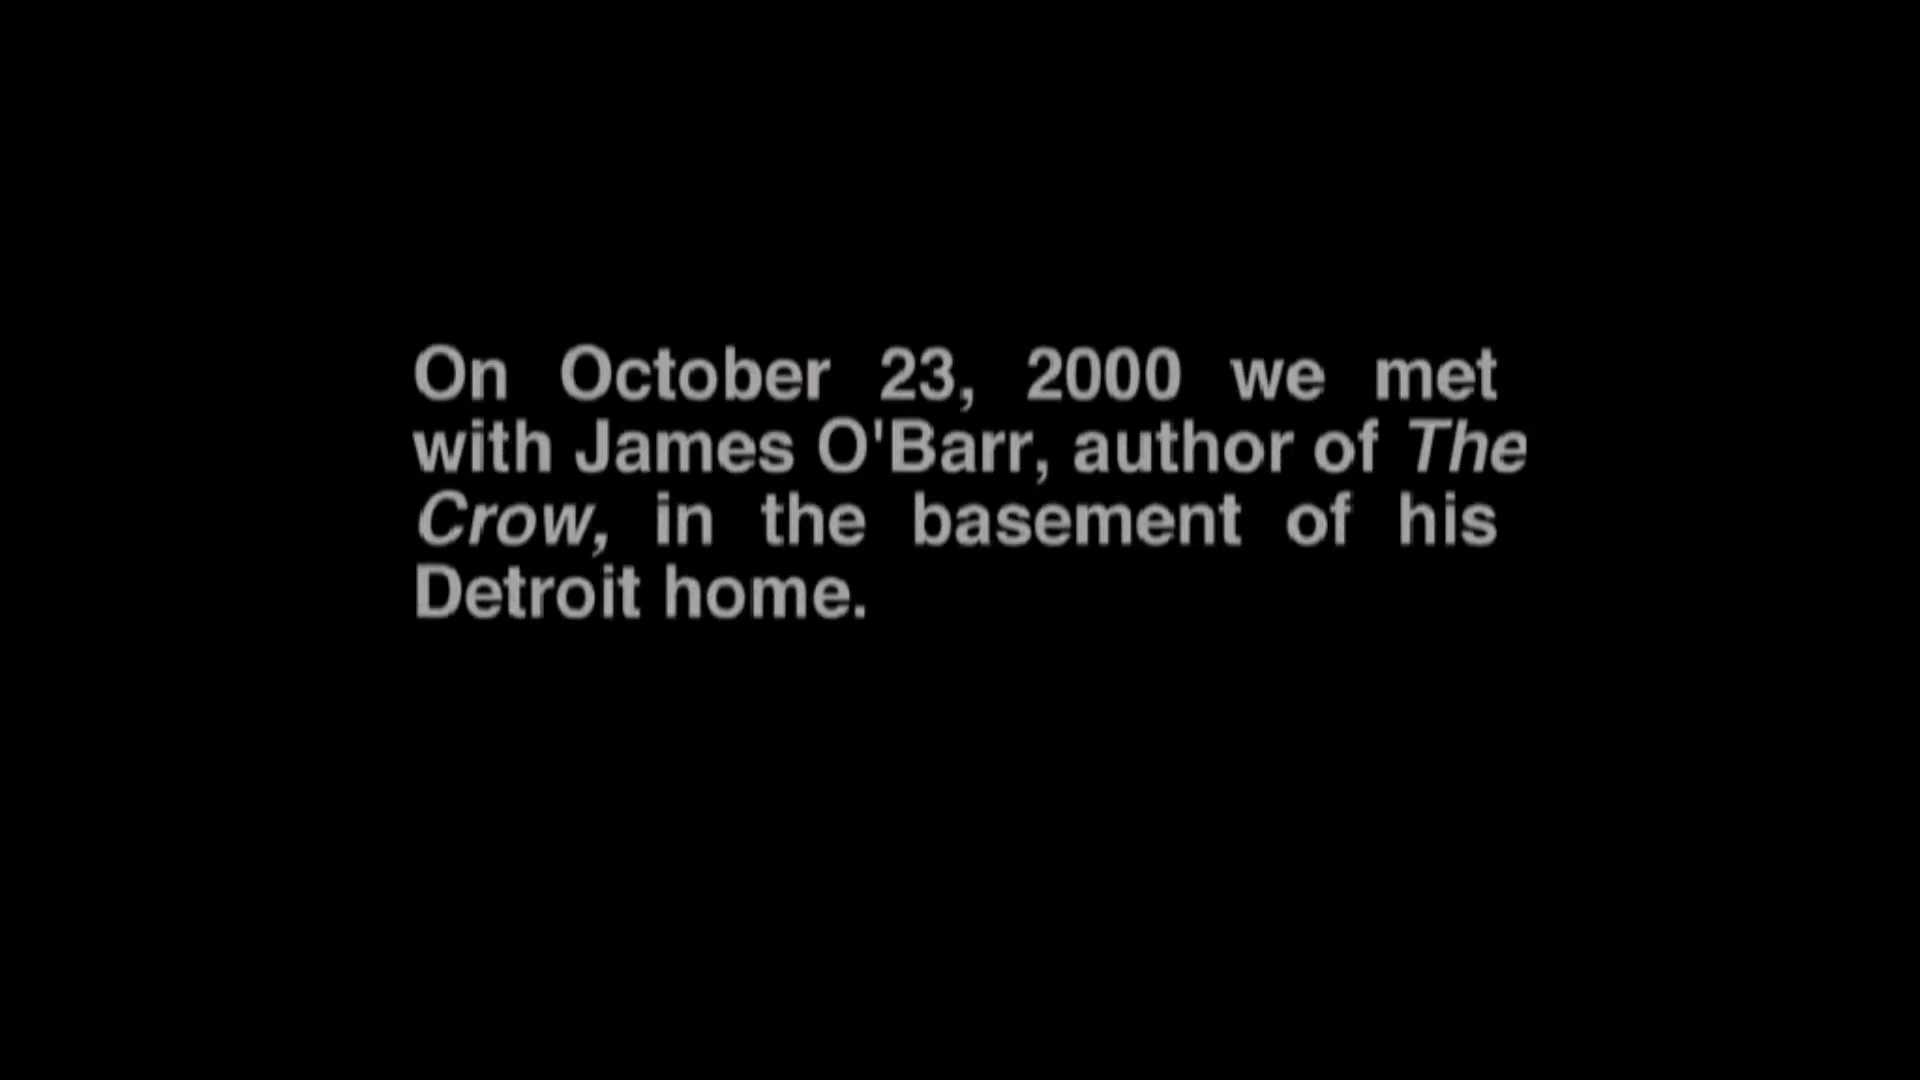 On October 23, 2000 we met
with James O'Barr, author of The
Crow, in the basement of his
Detroit home.